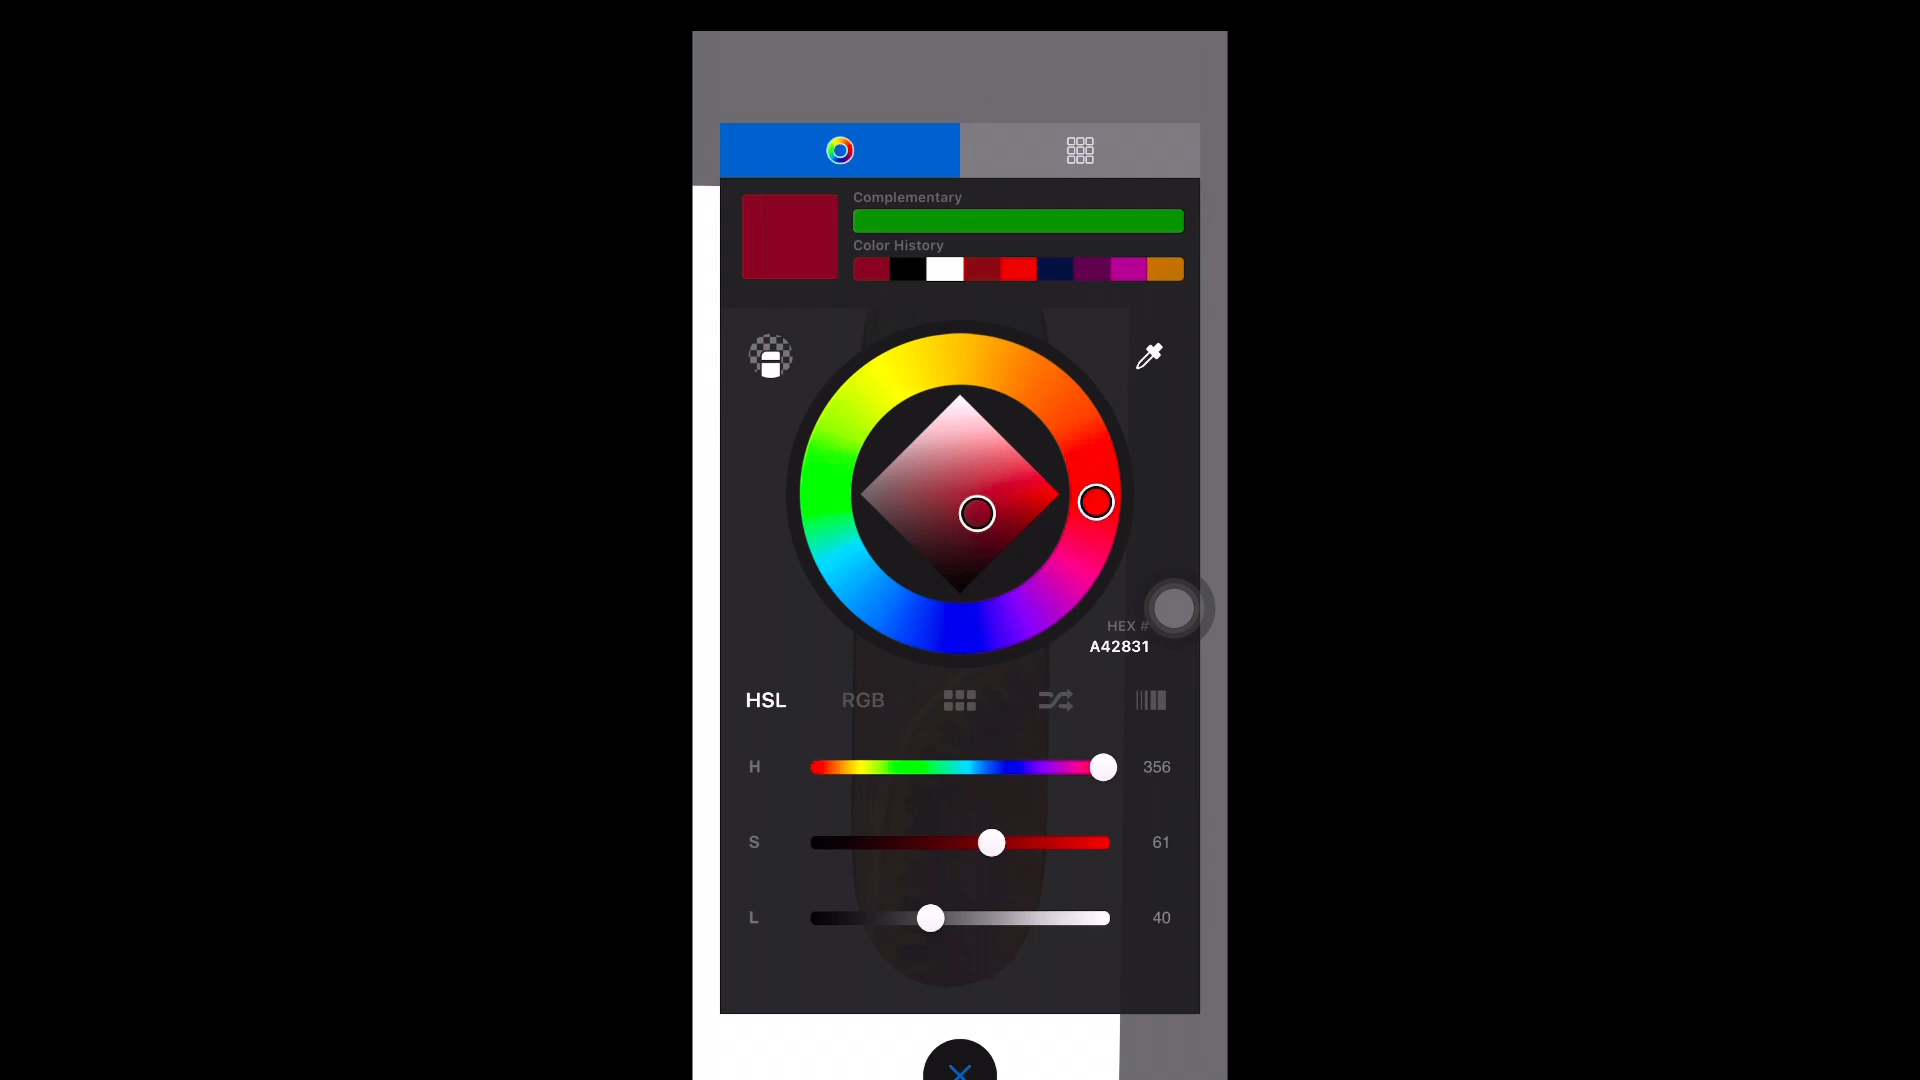 Complementary
Color History
HEX #
A42831
HSL RGB
H 356
S 61
L 40